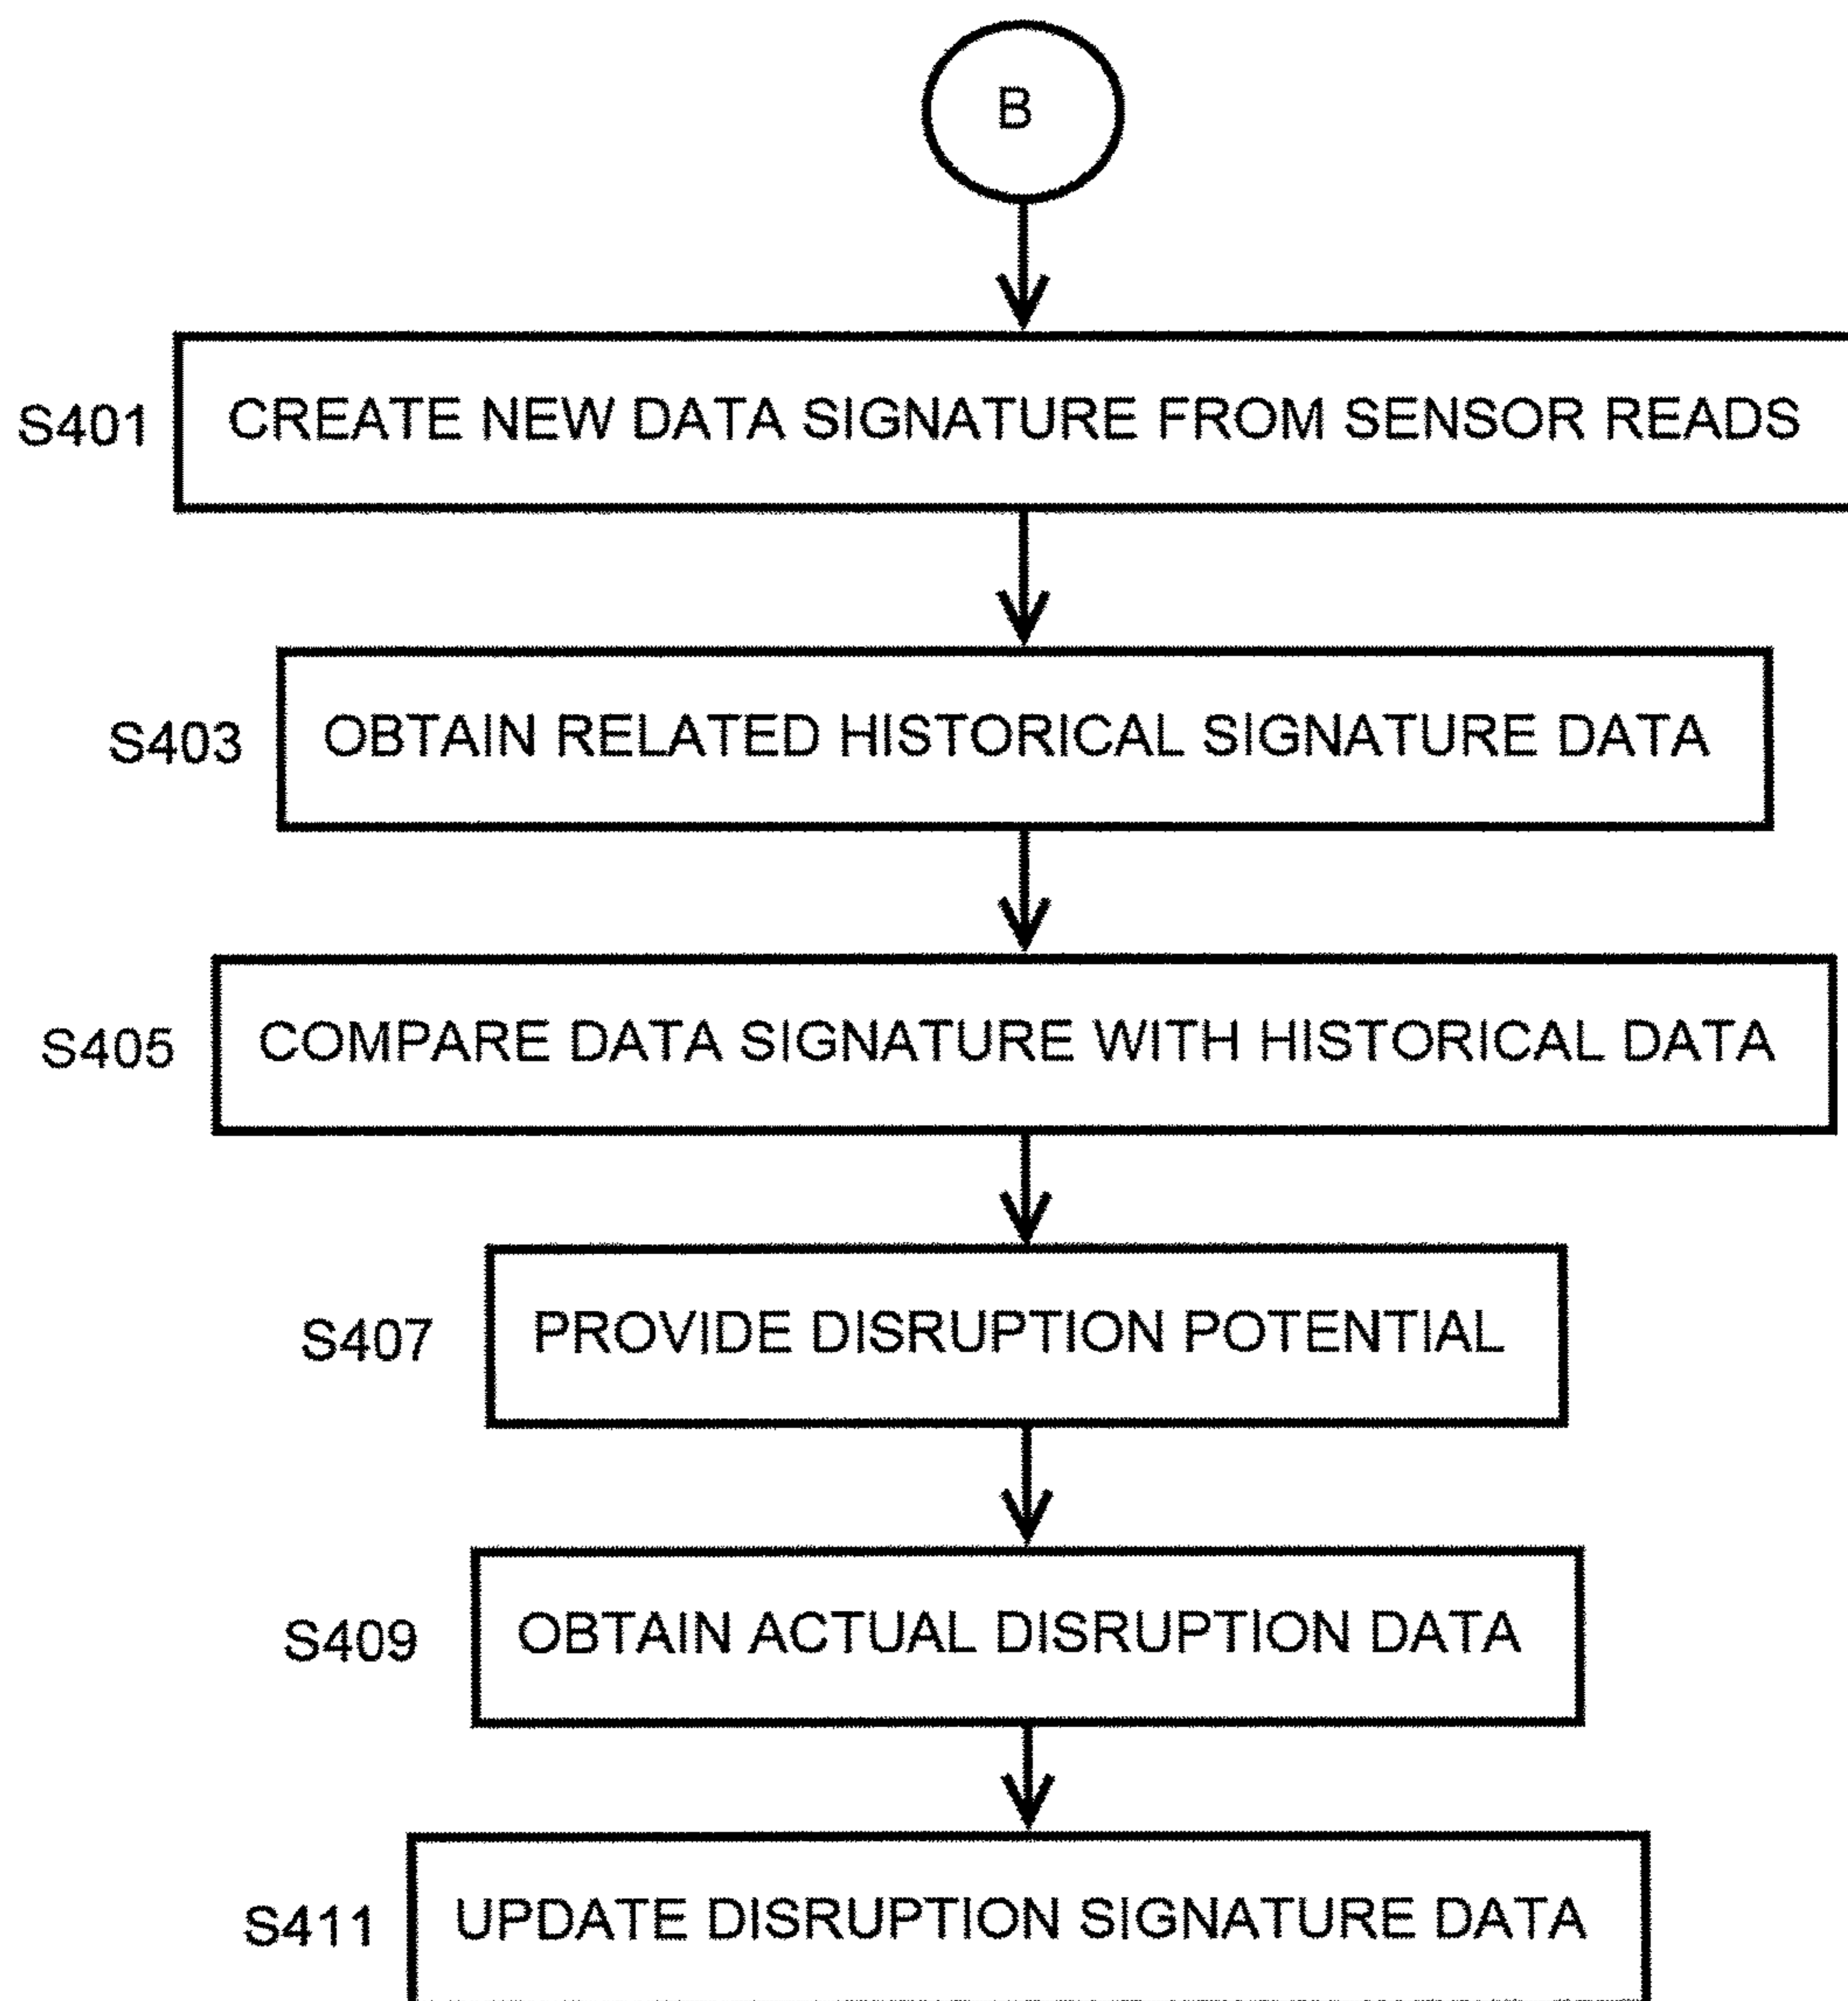 B
S401 CREATE NEW DATA SIGNATURE FROM SENSOR READS
S403 OBTAIN RELATED HISTORICAL SIGNATURE DATA
S405 COMPARE DATA SIGNATURE WITH HISTORICAL DATA
S407 PROVIDE DISRUPTION POTENTIAL
S409 OBTAIN ACTUAL DISRUPTION DATA
S411 UPDATE DISRUPTION SIGNATURE DATA